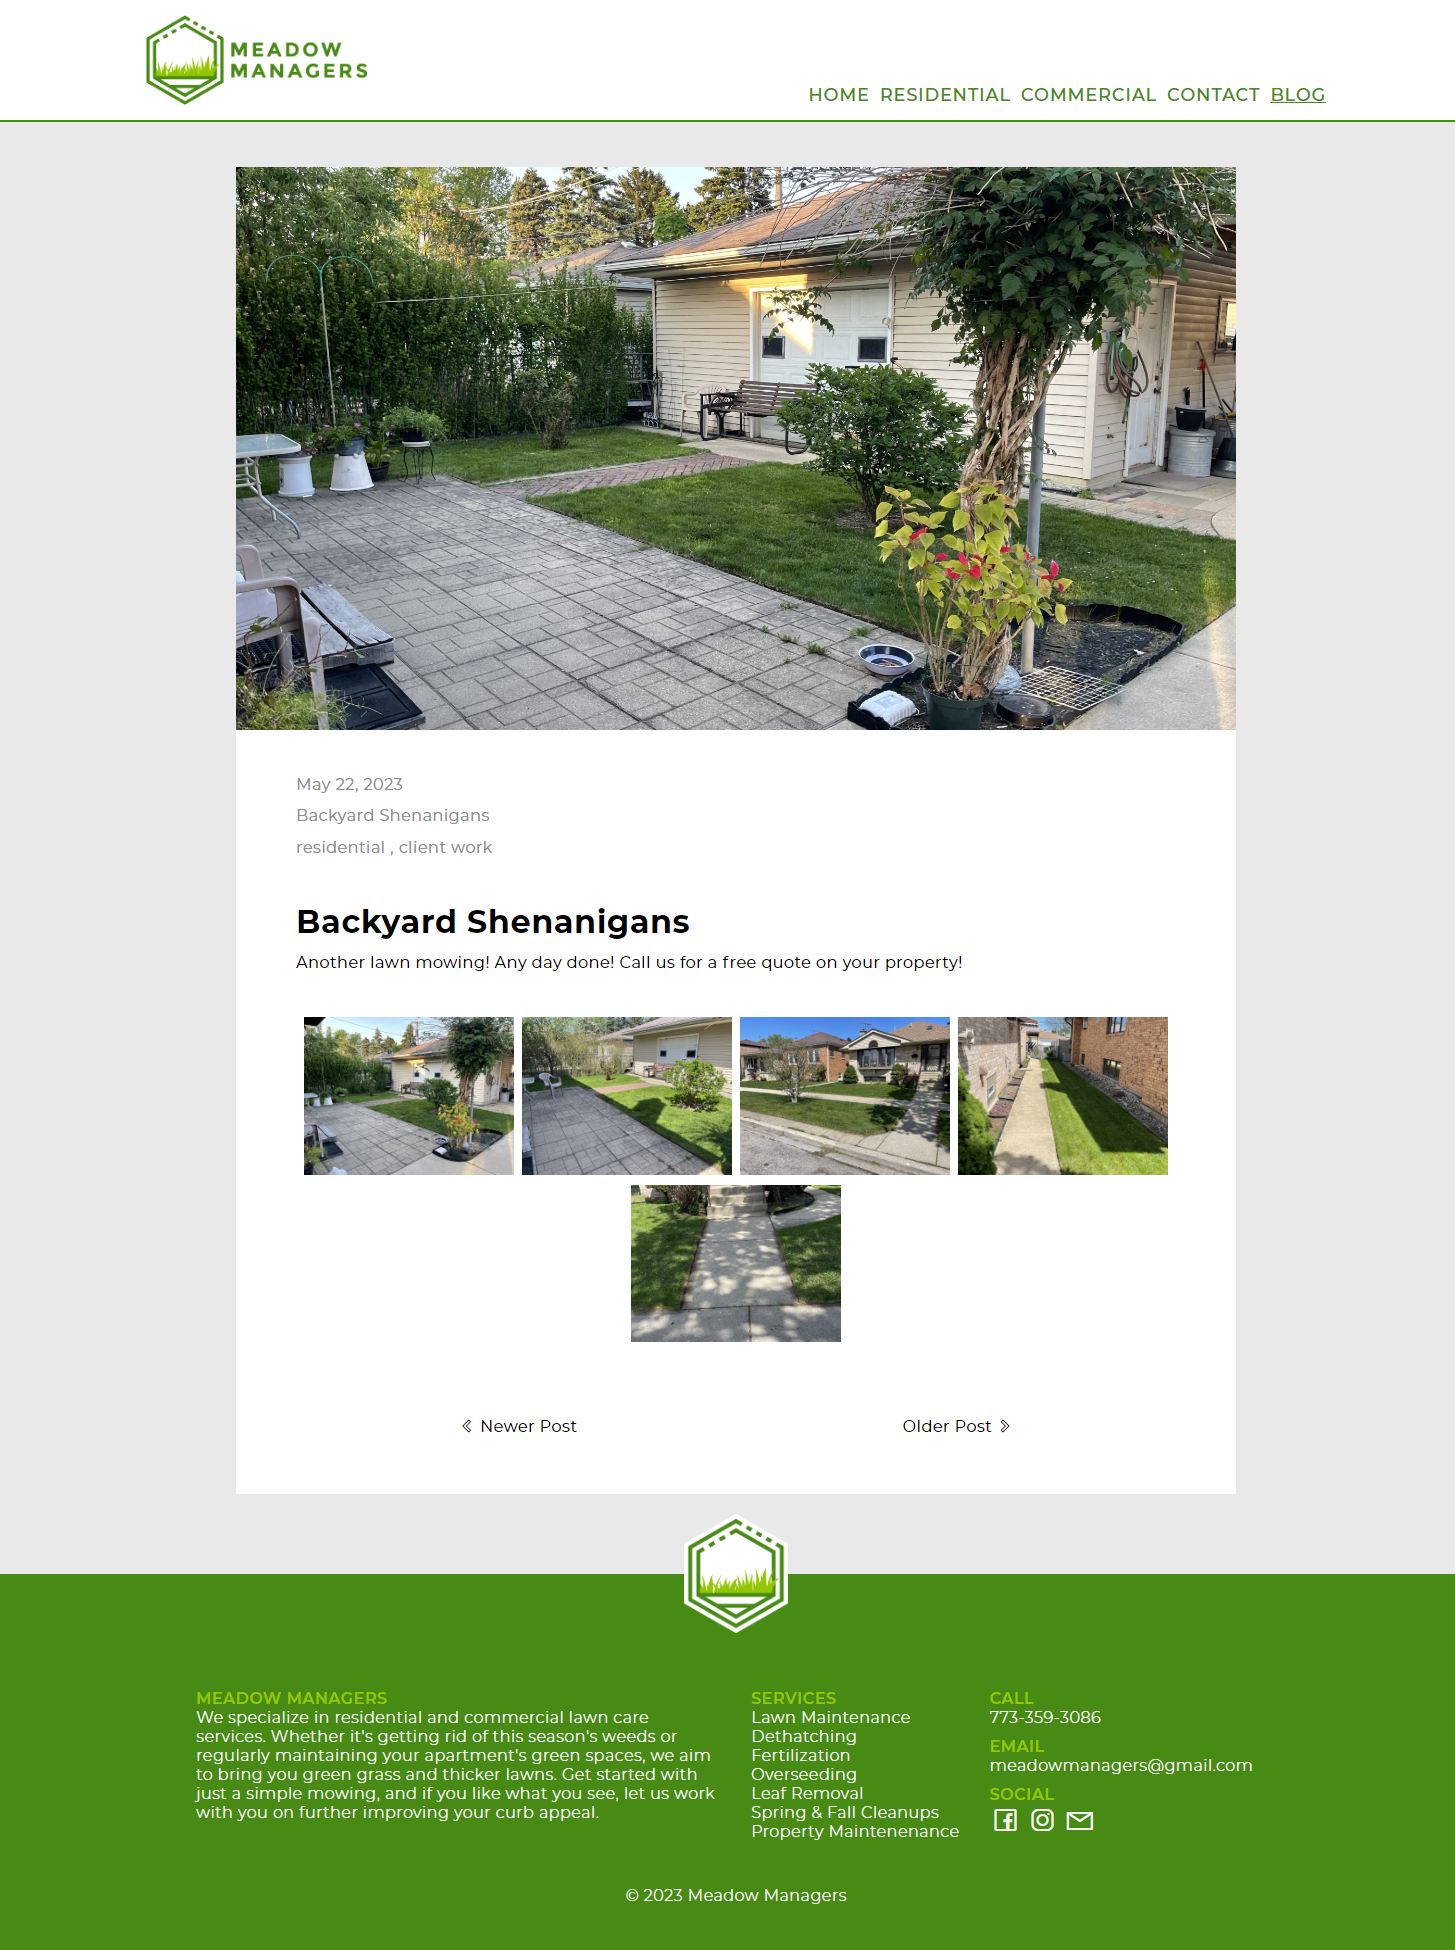 MEADOW
MANAGERS
HOME RESIDENTIAL COMMERCIAL CONTACT BLOG
May 22, 2023
Backyard Shenanigans
residential , client work
Backyard Shenanigans
Another lawn mowing! Any day done! Call us for a free quote on your property!
Newer Post
Older Post
MEADOW MANAGERS
We specialize in residential and commercial lawn care
services. Whether it's getting rid of this season's weeds or
regularly maintaining your apartment's green spaces, we aim
to bring you green grass and thicker lawns. Get started with
just a simple mowing, and if you like what you see, let us work
with you on further improving your curb appeal.
SERVICES
Lawn Maintenance
Dethatching
Fertilization
Overseeding
Leaf Removal
Spring & Fall Cleanups
Property Maintenenance
CALL
773-359-3086
EMAIL
meadowmanagers@gmail.com
SOCIAL
© 2023 Meadow Managers